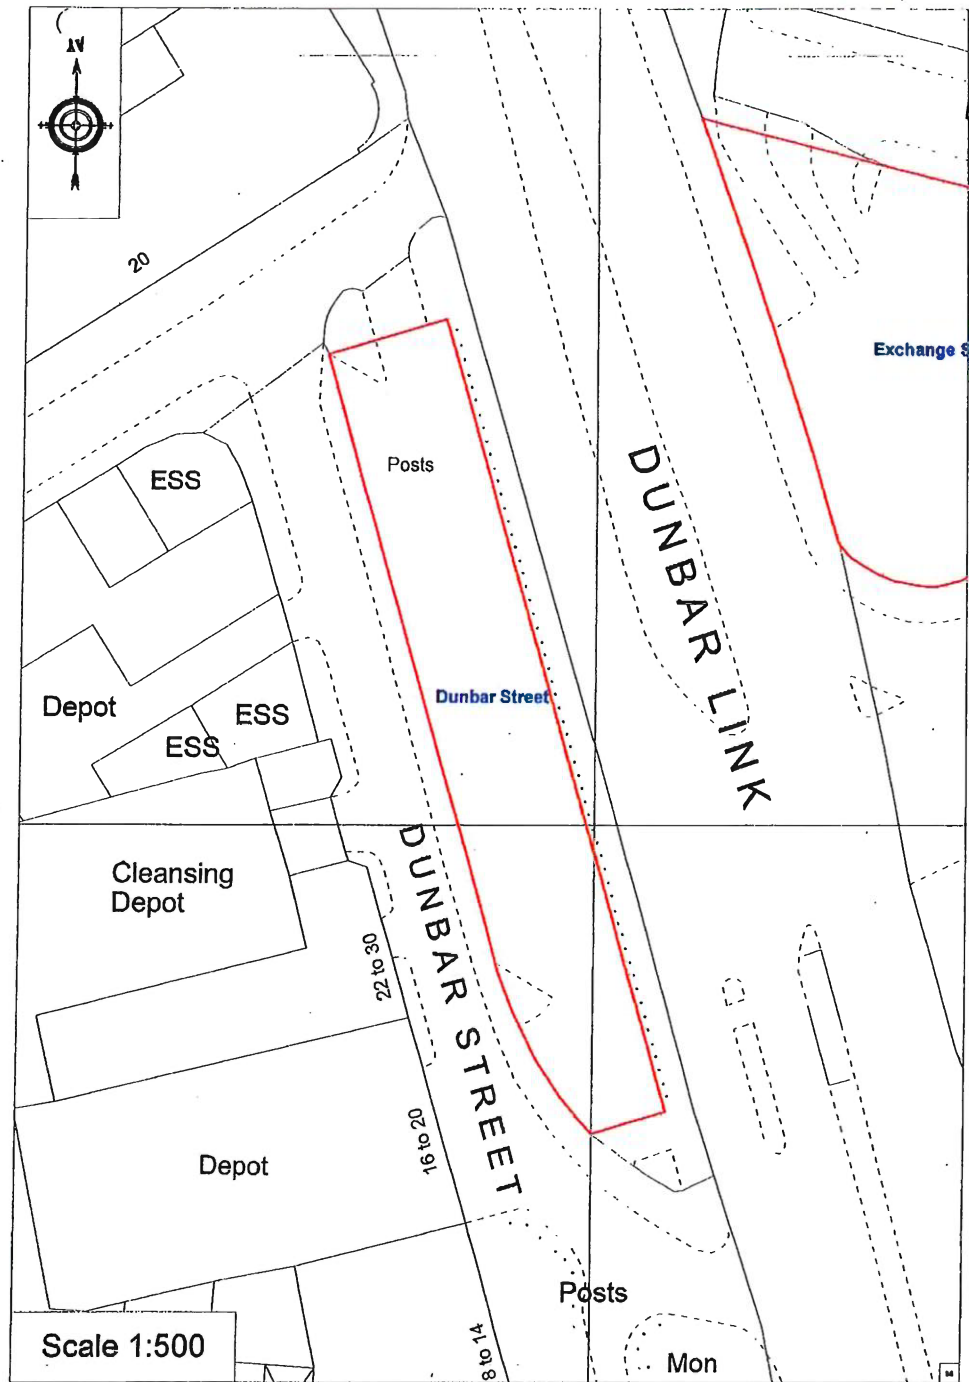 20
Exchange
ESS
Posts
DUNBAR LINK
Dunbar Street
Depot
ESS
ESS
DUNBAR STREET
Cleansing
Depot
22 to 30
16 to 20
Depot
Posts
8 to 14
Mon
Scale 1:500